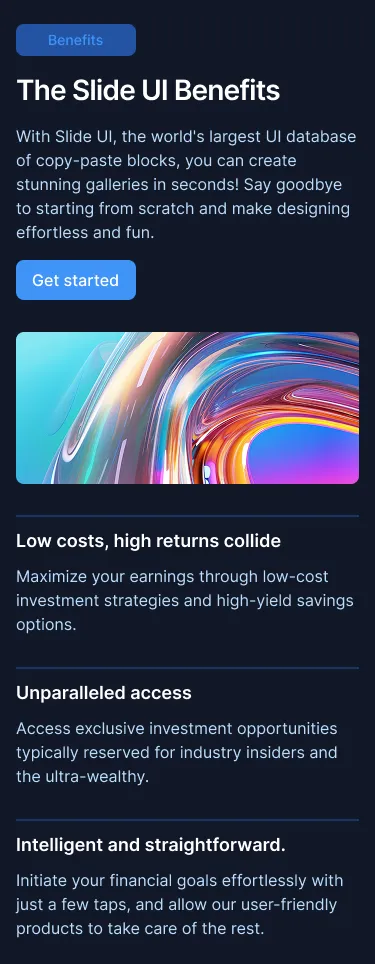 Benefits
The Slide UI Benefits
With Slide UI, the world's largest UI database
of copy-paste blocks, you can create
stunning galleries in seconds! Say goodbye
to starting from scratch and make designing
effortless and fun.
Get started
Low costs, high returns collide
Maximize your earnings through low-cost
investment strategies and high-yield savings
options.
Unparalleled access
Access exclusive investment opportunities
typically reserved for industry insiders and
the ultra-wealthy.
Intelligent and straightforward.
Initiate your financial goals effortlessly with
just a few taps, and allow our user-friendly
products to take care of the rest.